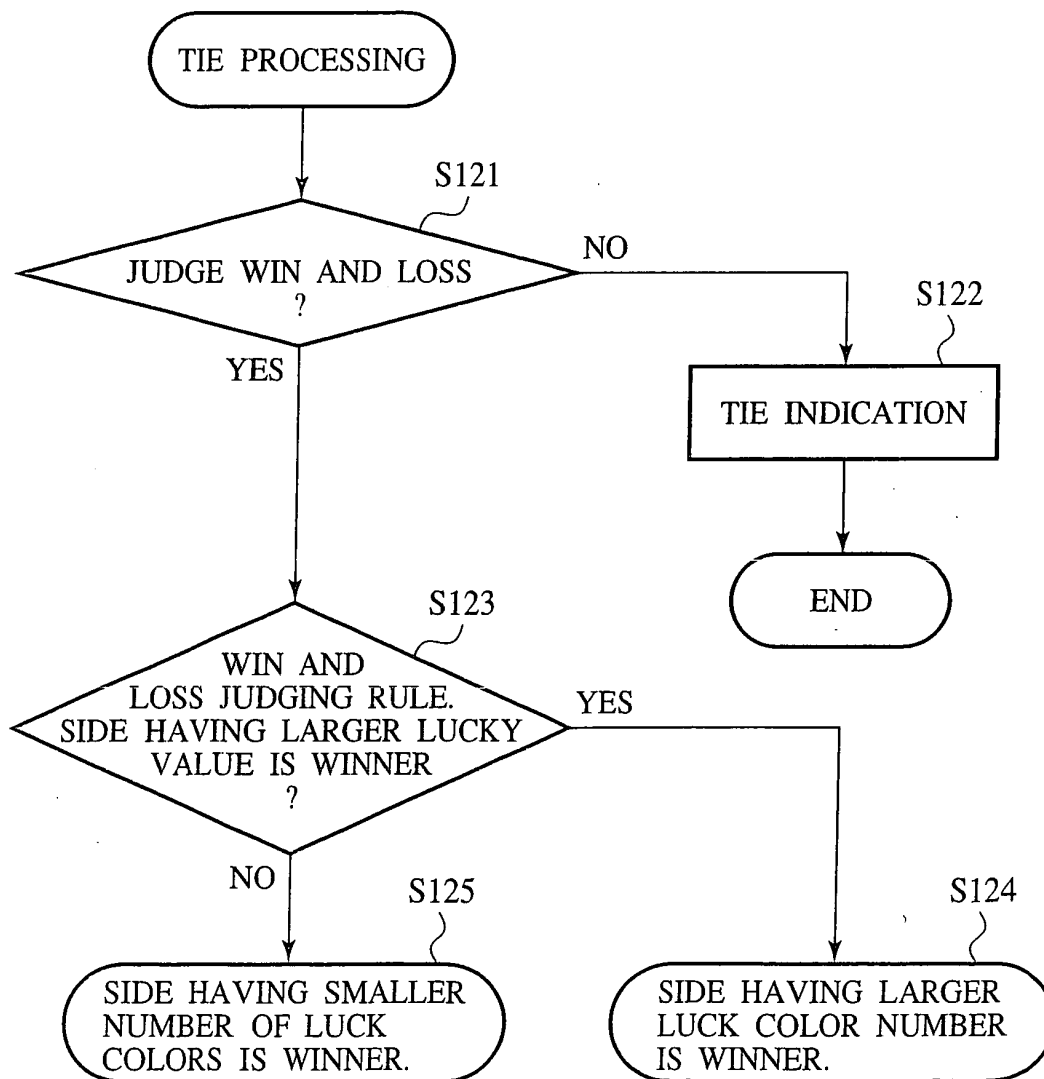 TIE PROCESSING
S121
JUDGE WIN AND LOSS
?
NO
YES
S122
TIE INDICATION
END
S123
WIN AND
LOSS JUDGING RULE.
SIDE HAVING LARGER LUCKY
VALUE IS WINNER
?
YES
NO
S125
SIDE HAVING SMALLER
NUMBER OF LUCK
COLORS IS WINNER.
S124
SIDE HAVING LARGER
LUCK COLOR NUMBER
IS WINNER.